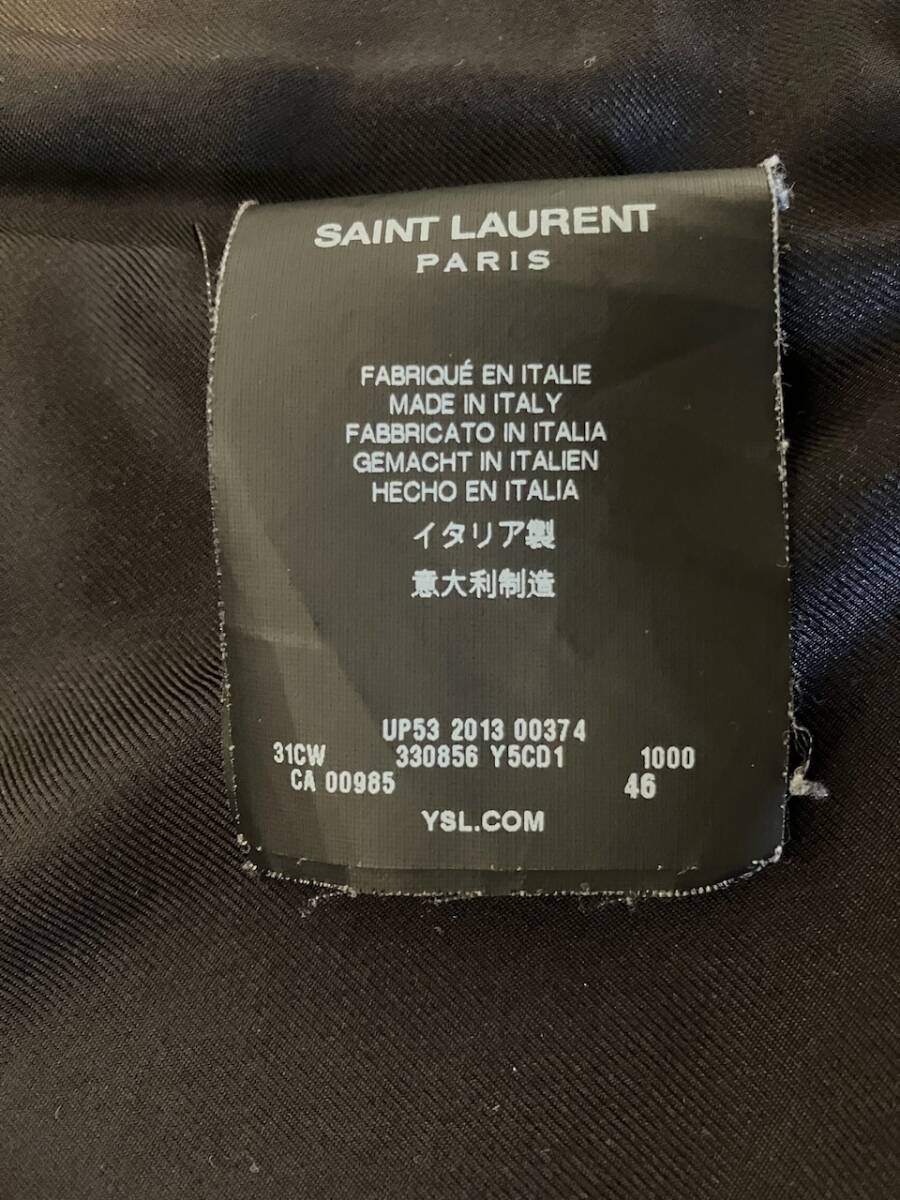 SAINT LAURENT
PARIS
FABRIQUÉ EN ITALIE
MADE IN ITALY
FABBRICATO IN ITALIA
GEMACHT IN ITALIEN
HECHO EN ITALIA
イタリア製
意大利制造
UP53 2013 00374
31CW 330856 Y5CD1 1000
CA 00985 46
YSL.COM